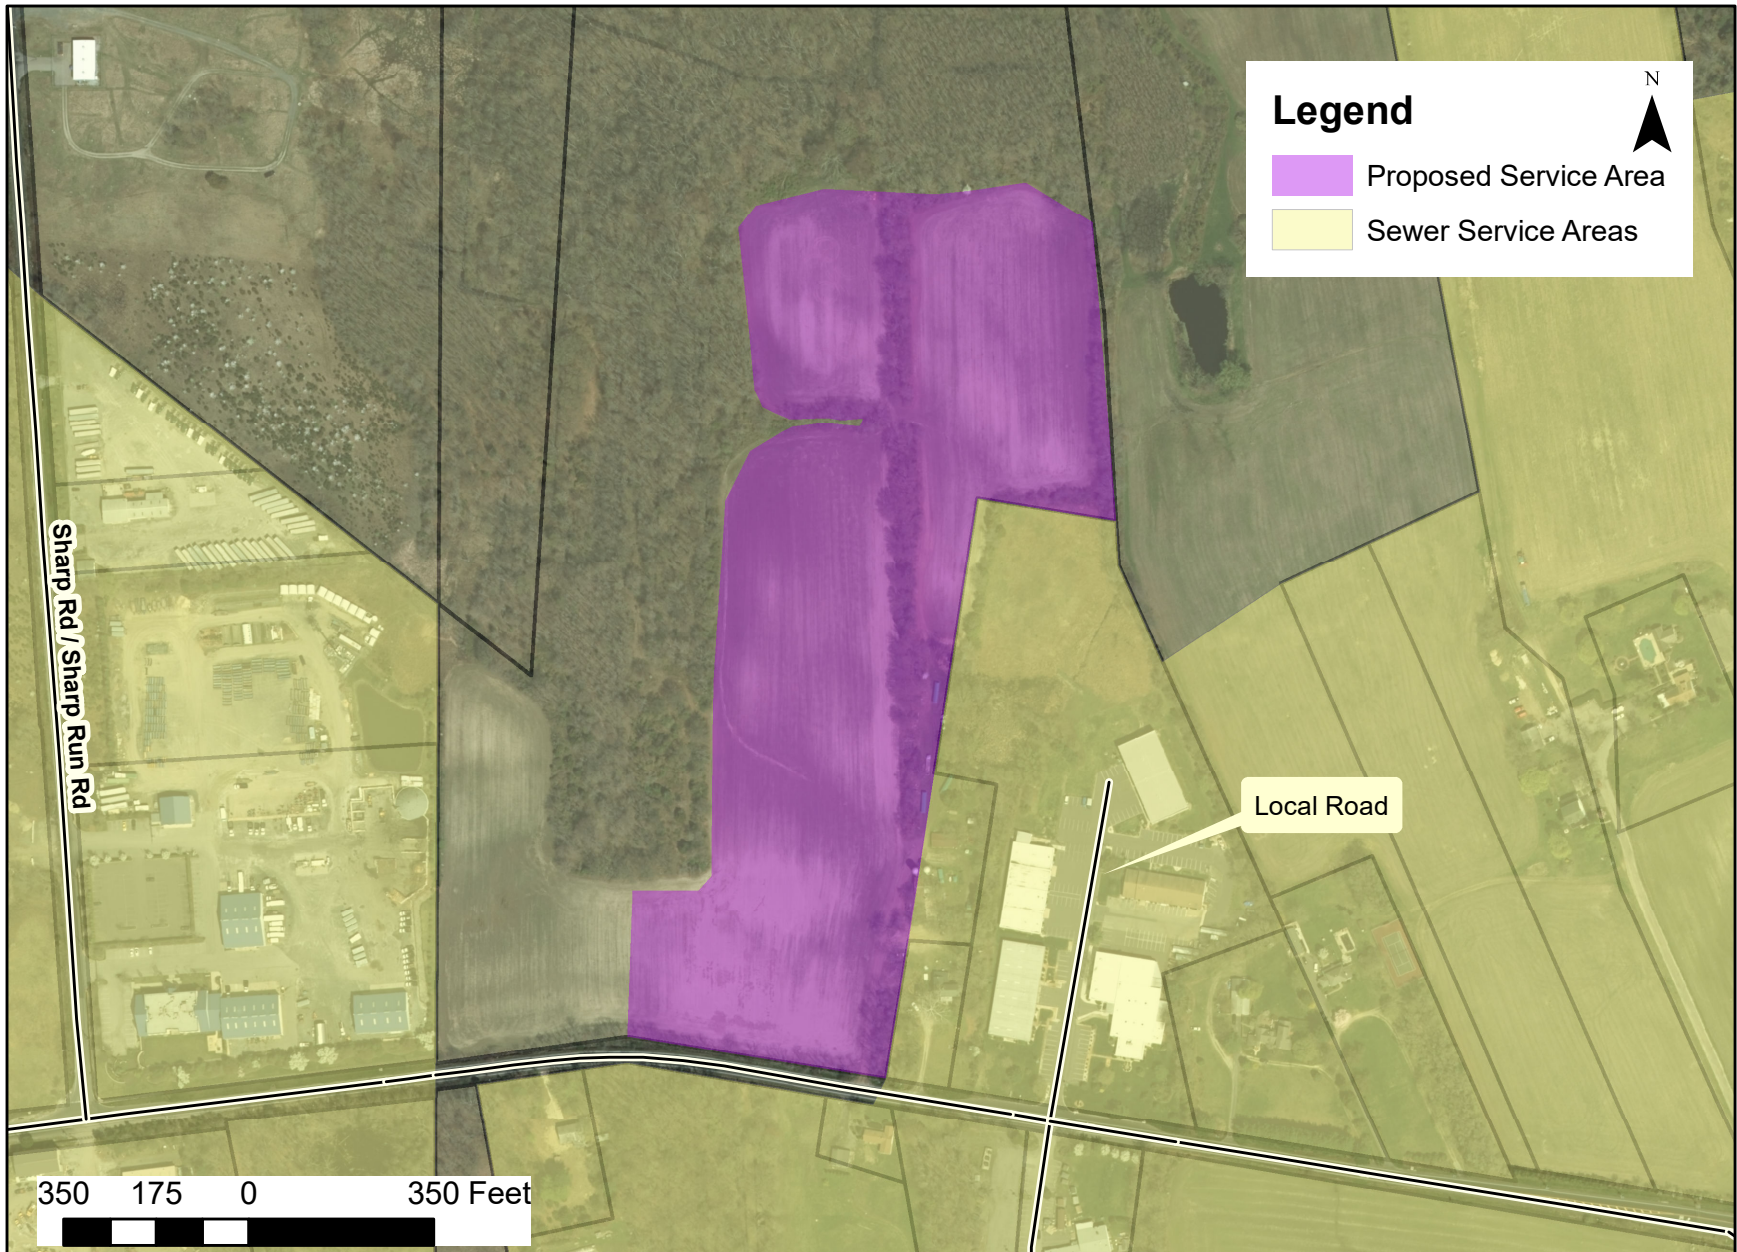 N
Legend
Proposed Service Area
Sewer Service Areas
Sharp Rd / Sharp Run Rd
Local Road
350 175 0 350 Feet